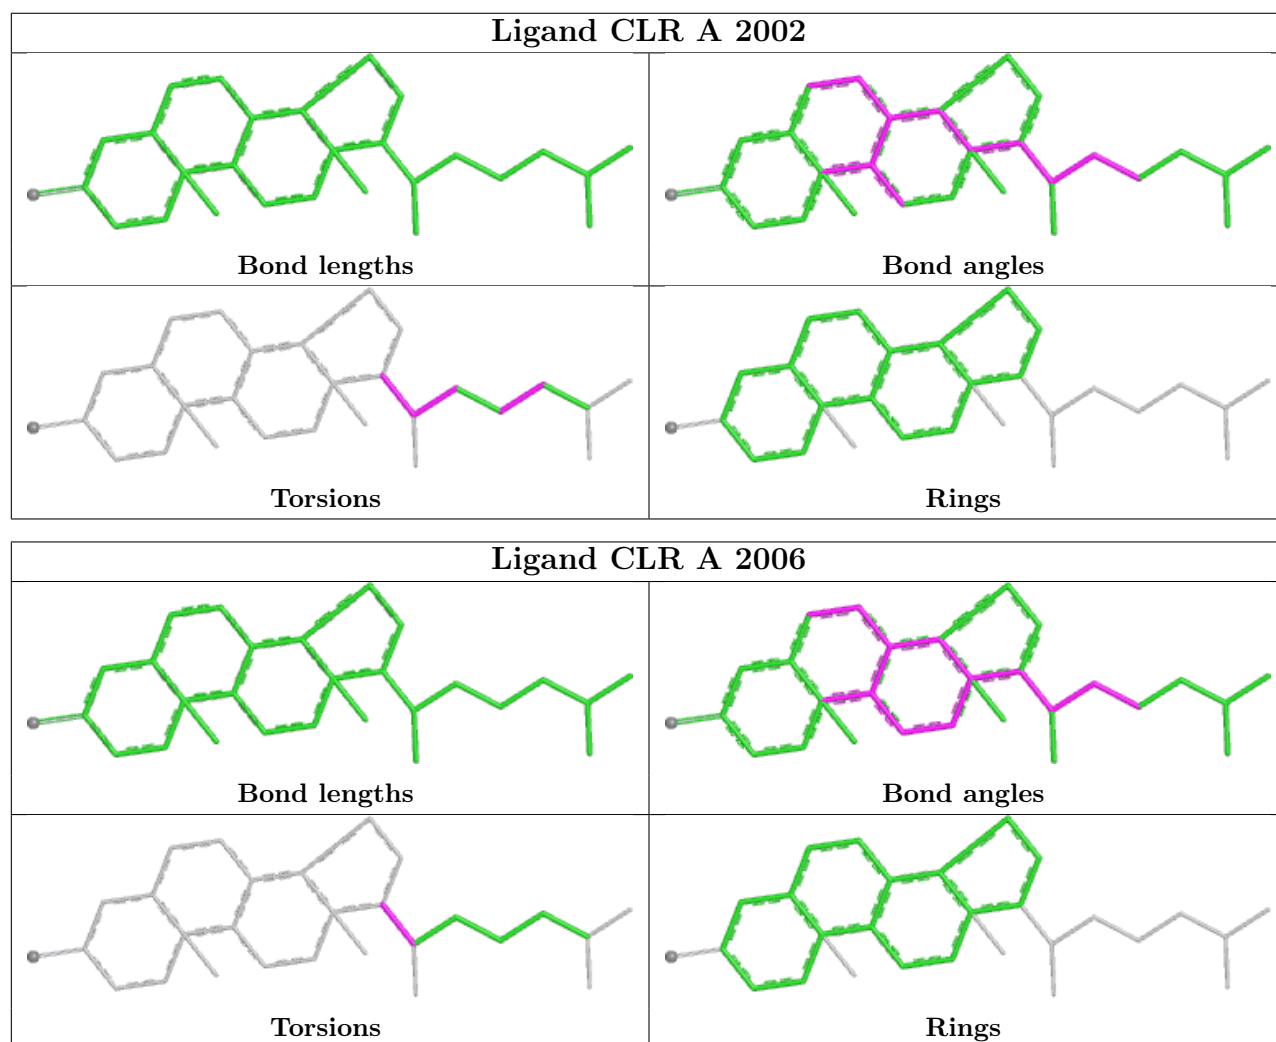 Ligand CLR A 2002
Bond lengths
Bond angles
Torsions
Rings
Ligand CLR A 2006
Bond lengths
Bond angles
Torsions
Rings